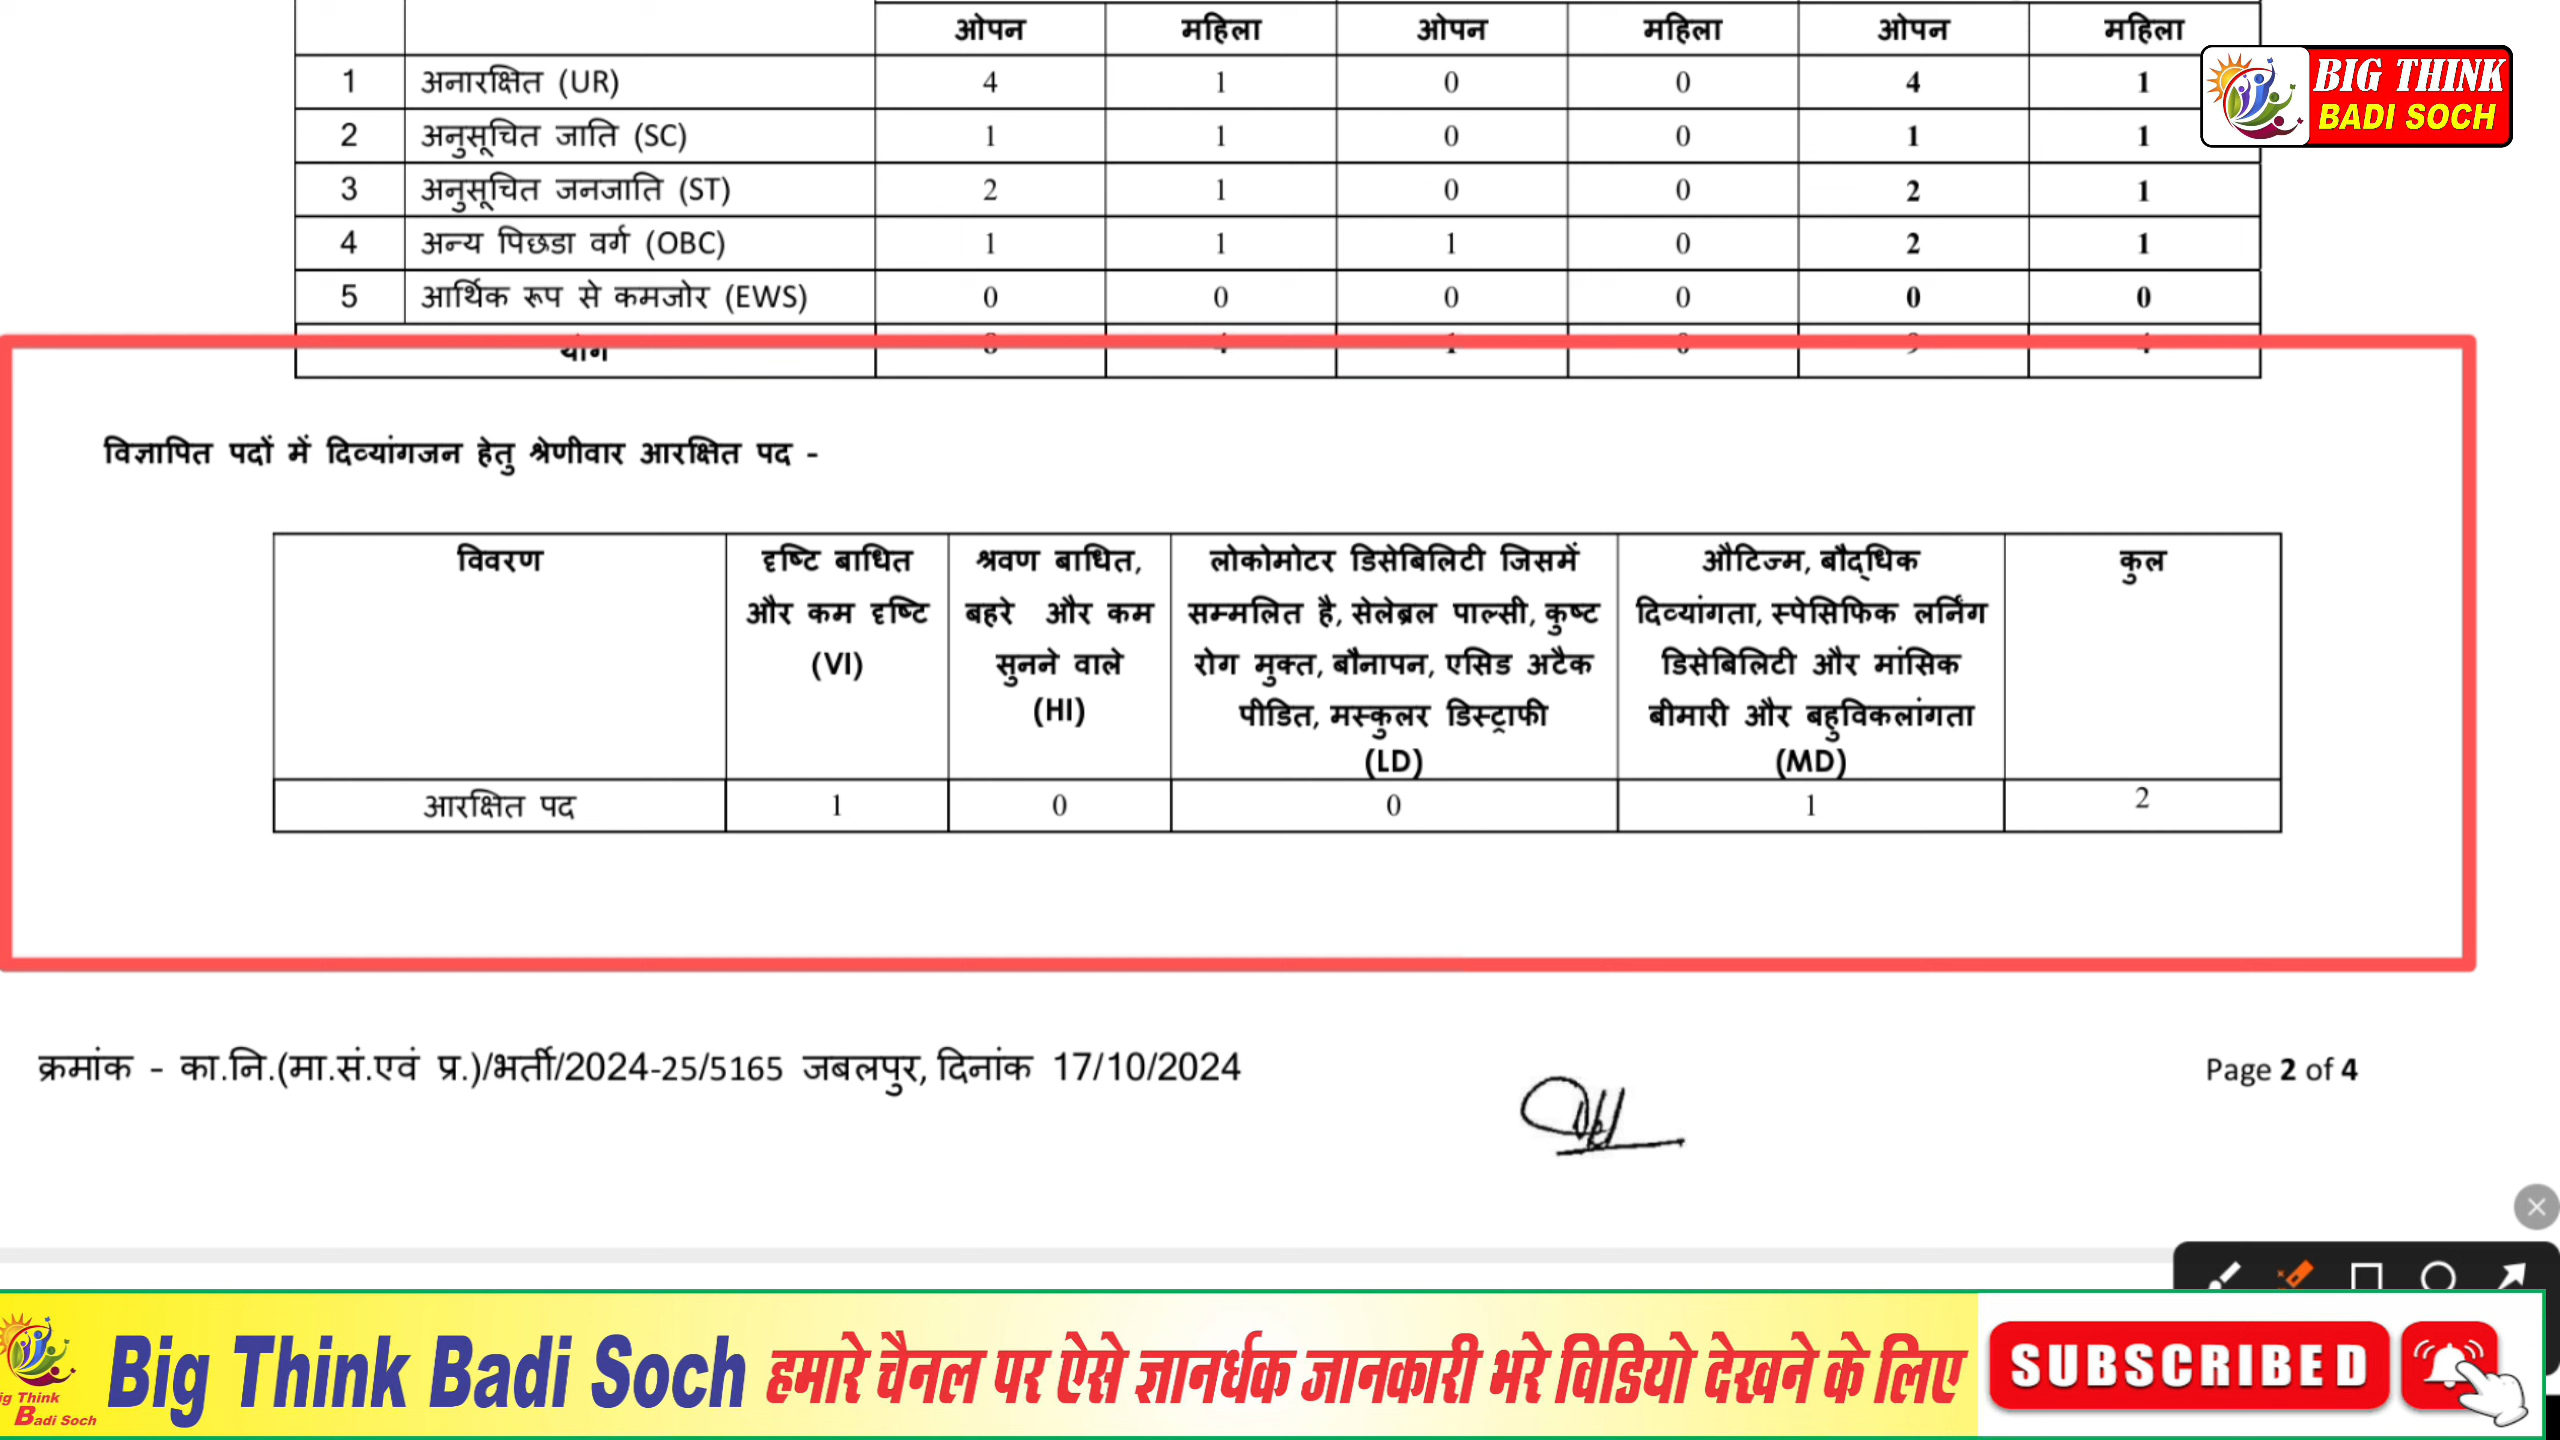 ओपन महिला ओपन महिला ओपन महिला
1 अनारक्षित (UR) 4 1 0 0 4 1
2 अनुसूचित जाति (SC) 1 1 0 0 1 1
3 अनुसूचित जनजाति (ST) 2 1 0 0 2 1
4 अन्य पिछडा वर्ग (OBC) 1 1 1 0 2 1
5 आर्थिक रूप से कमजोर (EWS) 0 0 0 0 0 0
BIG THINK
BADI SOCH
विज्ञापित पदों में दिव्यांगजन हेतु श्रेणीवार आरक्षित पद -
विवरण
दृष्टि बाधित
और कम दृष्टि
(VI)
श्रवण बाधित,
बहरे और कम
सुनने वाले
(HI)
लोकोमोटर डिसेबिलिटी जिसमें
सम्मलित है, सेलेब्रल पाल्सी, कुष्ट
रोग मुक्त, बौनापन, एसिड अटैक
पीडित, मस्कुलर डिस्ट्राफी
(LD)
औटिज्म, बौद्धिक
दिव्यांगता, स्पेसिफिक लर्निंग
डिसेबिलिटी और मांसिक
बीमारी और बहुविकलांगता
(MD)
कुल
आरक्षित पद 1 0 0 1 2
क्रमांक - का.नि.(मा.सं.एवं प्र.)/भर्ती/2024-25/5165 जबलपुर, दिनांक 17/10/2024
Page 2 of 4
Big Think Badi Soch हमारे चैनल पर ऐसे ज्ञानर्धक जानकारी भरे विडियो देखने के लिए
SUBSCRIBED
Think
Badi Soch